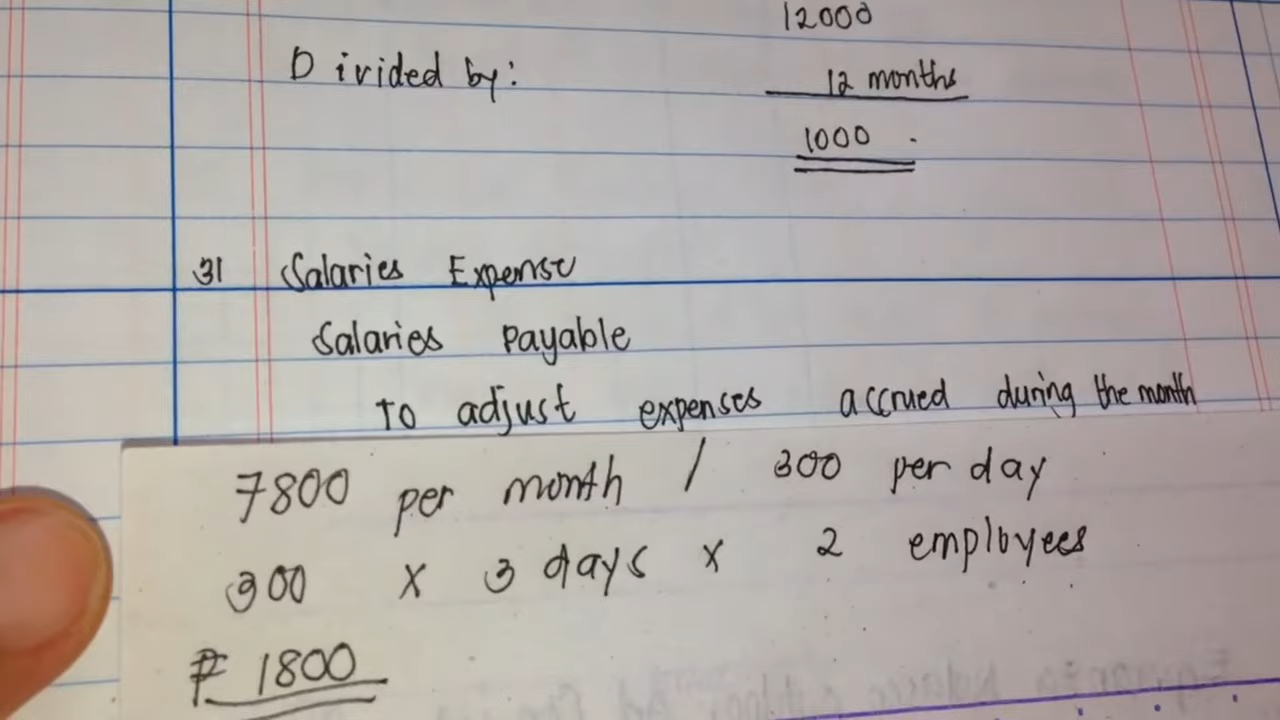 12000
Divided by: 12 months
1000
31 Salaries Expense
Salaries payable
To adjust expenses accrued during the month
7800 per month / 300 per day
300 x 3 days x 2 employees
₱ 1800